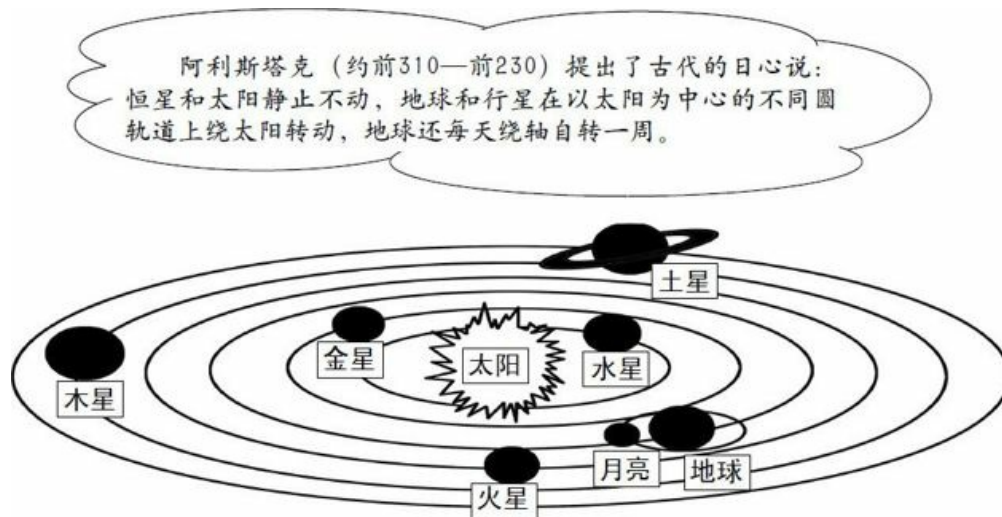 阿利斯塔克（约前310—前230）提出了古代的日心说：
恒星和太阳静止不动，地球和行星在以太阳为中心的不同圆
轨道上绕太阳转动，地球还每天绕轴自转一周。
土星
金星
太阳
水星
木星
月亮
地球
火星